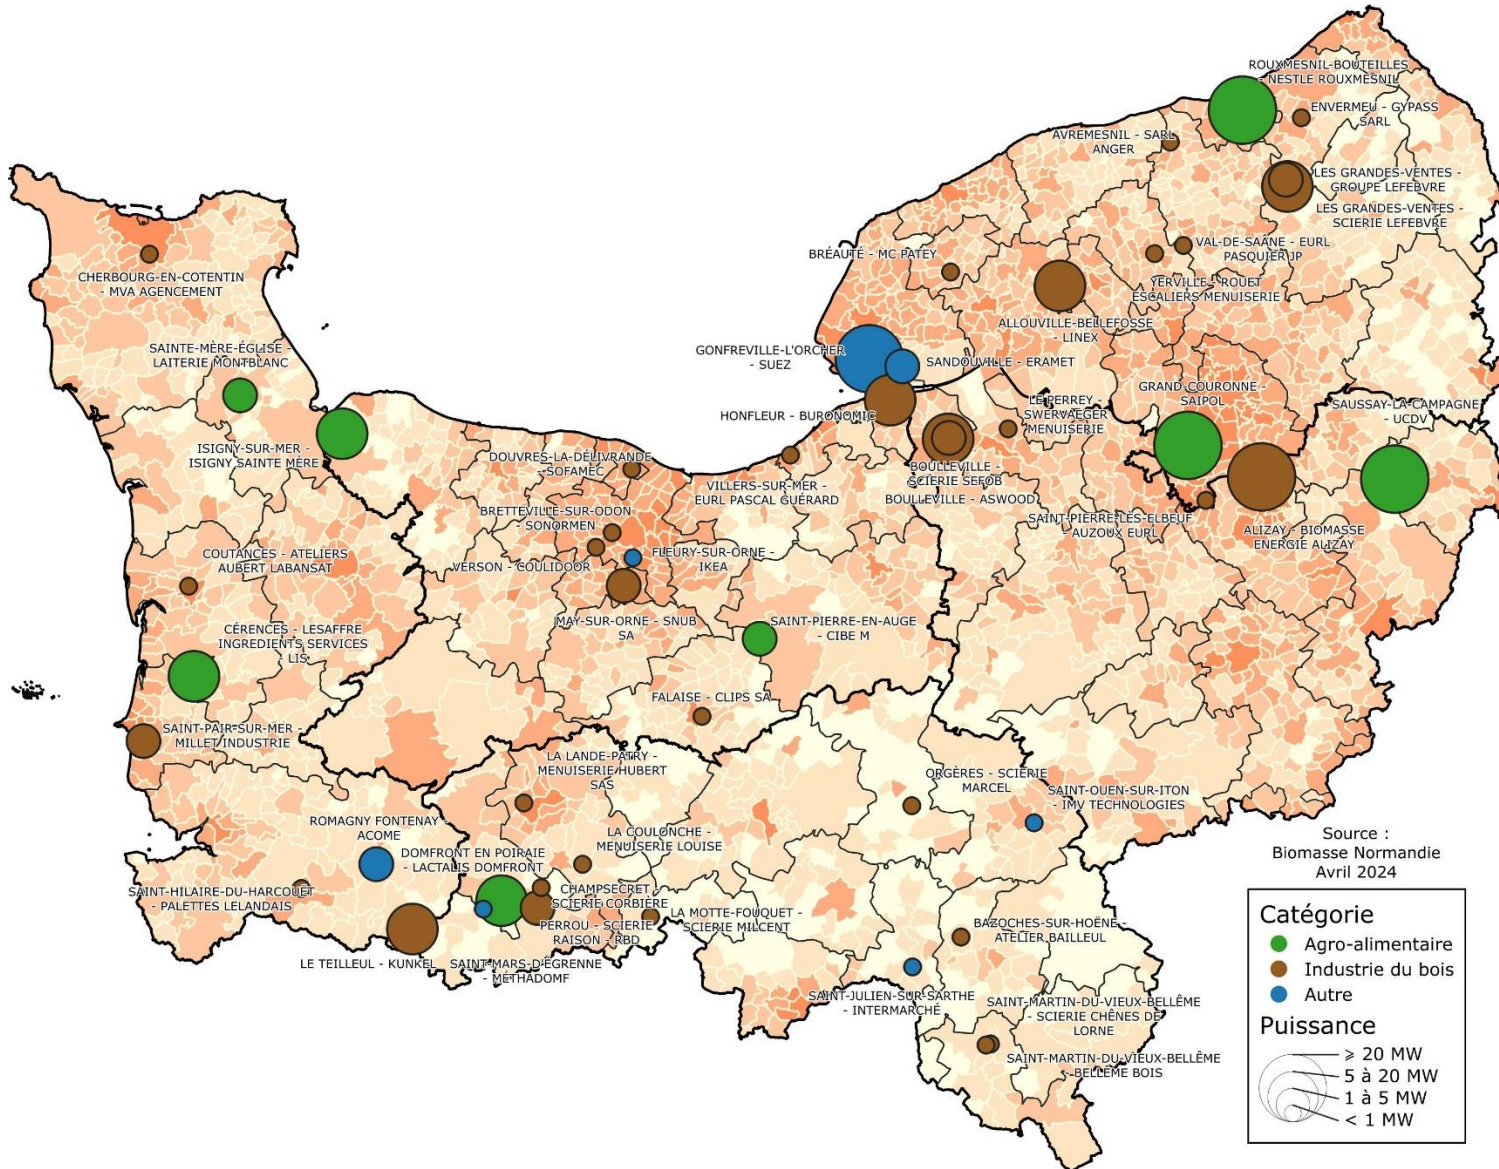 ROUXMESNIL-BOUTEILLES
- NESTLE ROUXMESNIL
ENVERMEU - GYPASS
SARL
AVREMESNIL - SARL
ANGER
LES GRANDES-VENTES -
GROUPE LEFEBVRE
LES GRANDES-VENTES -
SCIERIE LEFEBVRE
VAL-DE-SAÂNE - EURL
PASQUIER JP
BRÉAUTÉ - MC PATEY
YERVILLE - ROUET
ESCALIERS MENUISERIE
CHERBOURG-EN-COTENTIN
- MVA AGENCEMENT
ALLOUVILLE-BELLEFOSSE
- LINEX
SAINTE-MÈRE-ÉGLISE -
LAITERIE MONTBLANC
GONFREVILLE-L'ORCHER
- SUEZ
SANDOUVILLE - ERAMET
GRAND-COURONNE -
SAIPOL
HONFLEUR - BURONOMIC
LE PERREY -
SWERVAEGER
MENUISERIE
SAUSSAY-LA-CAMPAGNE
- UCDV
ISIGNY-SUR-MER -
ISIGNY SAINTE MÈRE
DOUVRES-LA-DÉLIVRANDE
- SOFAMEC
VILLERS-SUR-MER -
EURL PASCAL GUÉRARD
BOULLEVILLE -
SCIERIE SEFOB
BOULLEVILLE - ASWOOD
BRETTEVILLE-SUR-ODON
- SONORMEN
SAINT-PIERRE-LÈS-ELBEUF
- AUZOUX EURL
ALIZAY - BIOMASSE
ENERGIE ALIZAY
COUTANCES - ATELIERS
AUBERT LABANSAT
VERSON - COULIDOOR
FLEURY-SUR-ORNE -
IKEA
CÉRENCES - LESAFFRE
INGREDIENTS SERVICES
- LIS
MAY-SUR-ORNE - SNUB
SA
SAINT-PIERRE-EN-AUGE
- CIBE M
FALAISE - CLIPS SA
SAINT-PAIR-SUR-MER -
MILLET INDUSTRIE
LA LANDE-PATRY -
MENUISERIE HUBERT
SAS
ORGÈRES - SCIERIE
MARCEL
SAINT-OUEN-SUR-ITON
- IMV TECHNOLOGIES
ROMAGNY FONTENAY -
ACOME
LA COULONCHE -
MENUISERIE LOUISE
DOMFRONT EN POIRAIE
- LACTALIS DOMFRONT
SAINT-HILAIRE-DU-HARCOUËT
- PALETTES LELANDAIS
CHAMPSECRET -
SCIERIE CORBIÈRE
PERROU - SCIERIE
RAISON - RBD
LA MOTTE-FOUQUET -
SCIERIE MILCENT
BAZOCHES-SUR-HOËNE -
ATELIER BAILLEUL
LE TEILLEUL - KUNKEL
SAINT-MARS-D'ÉGRENNE
- MÉTHADOMF
SAINT-JULIEN-SUR-SARTHE
- INTERMARCHÉ
SAINT-MARTIN-DU-VIEUX-BELLÊME
- SCIERIE CHÊNES DE
LORNE
SAINT-MARTIN-DU-VIEUX-BELLÊME
- BELLÊME BOIS
Source :
Biomasse Normandie
Avril 2024
Catégorie
Agro-alimentaire
Industrie du bois
Autre
Puissance
⩾ 20 MW
5 à 20 MW
1 à 5 MW
< 1 MW